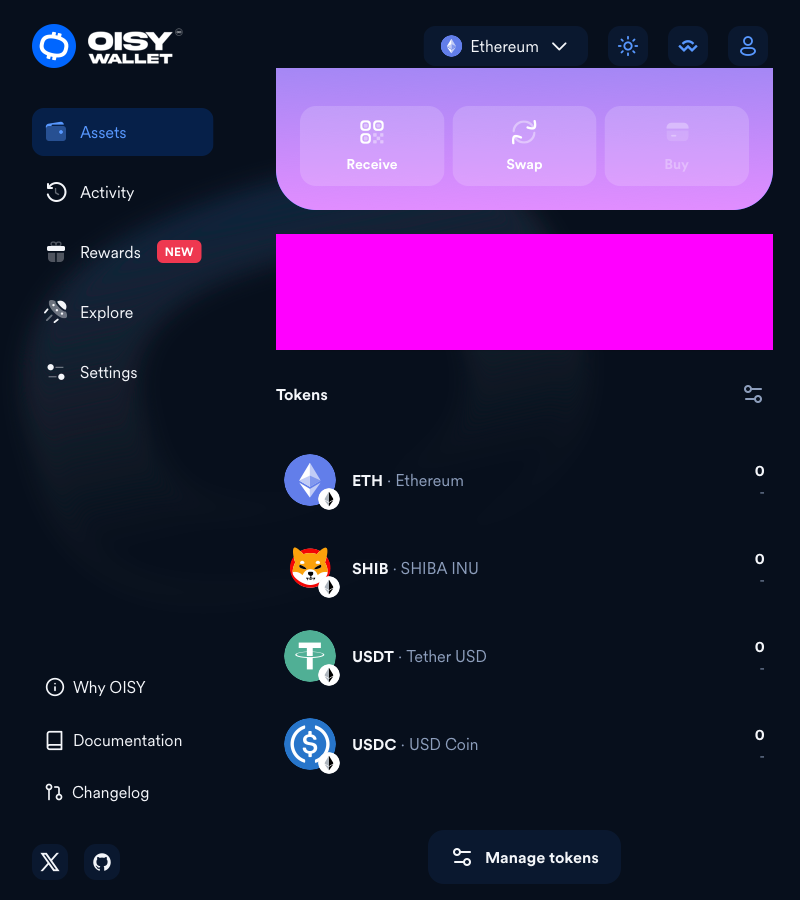 OISY
WALLET
Ethereum
Assets
Activity
Rewards NEW
Explore
Settings
Receive
Swap
Buy
Tokens
ETH · Ethereum
0
-
SHIB · SHIBA INU
0
-
USDT · Tether USD
0
-
USDC · USD Coin
0
-
Why OISY
Documentation
Changelog
Manage tokens